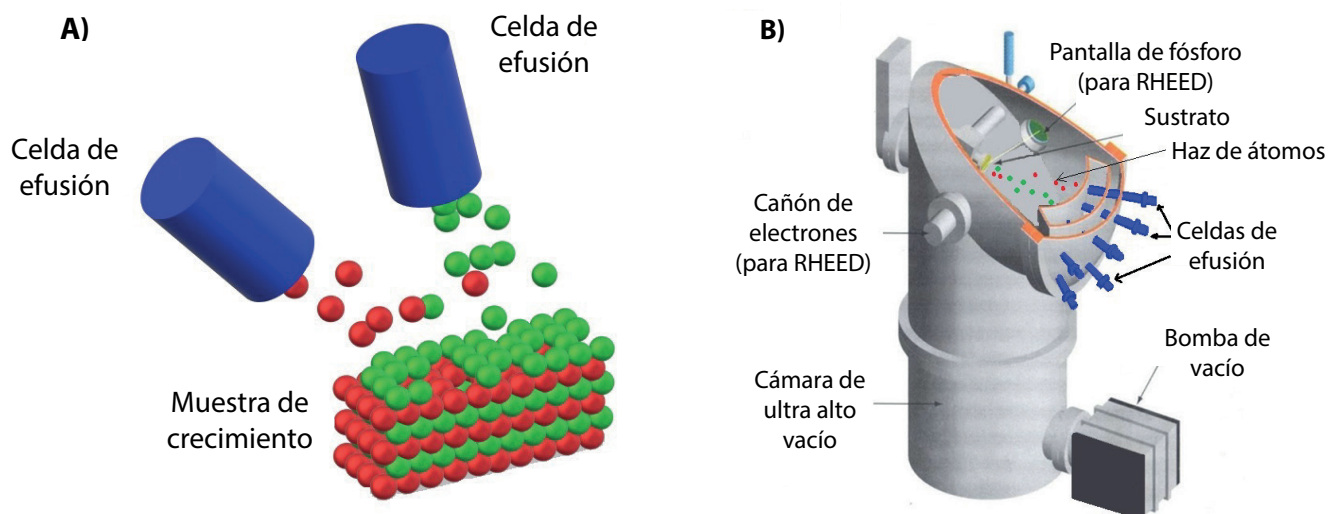 A)
Celda de
efusión
Celda de
efusión
Muestra de
crecimiento
B)
Pantalla de fósforo
(para RHEED)
Sustrato
Haz de átomos
Cañón de
electrones
(para RHEED)
Celdas de
efusión
Cámara de
ultra alto
vacío
Bomba de
vacío